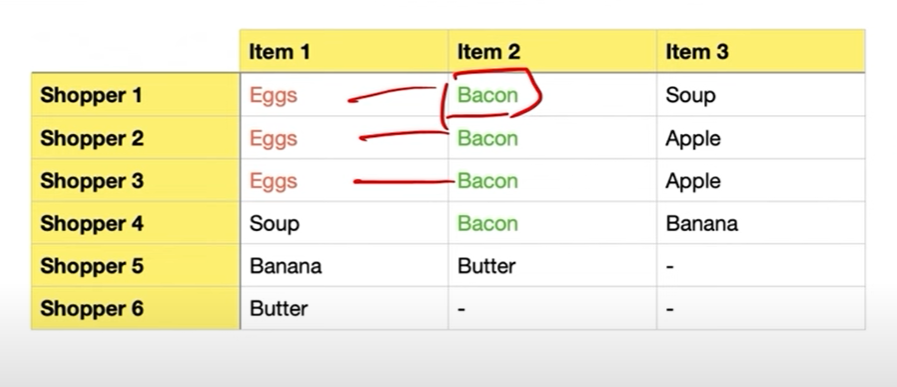 Item 1 Item 2 Item 3
Shopper 1 Eggs Bacon Soup
Shopper 2 Eggs Bacon Apple
Shopper 3 Eggs Bacon Apple
Shopper 4 Soup Bacon Banana
Shopper 5 Banana Butter -
Shopper 6 Butter - -